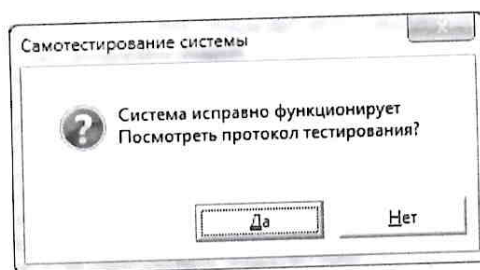 Самотестирование системы
Система исправно функционирует
Посмотреть протокол тестирования?
Да
Нет